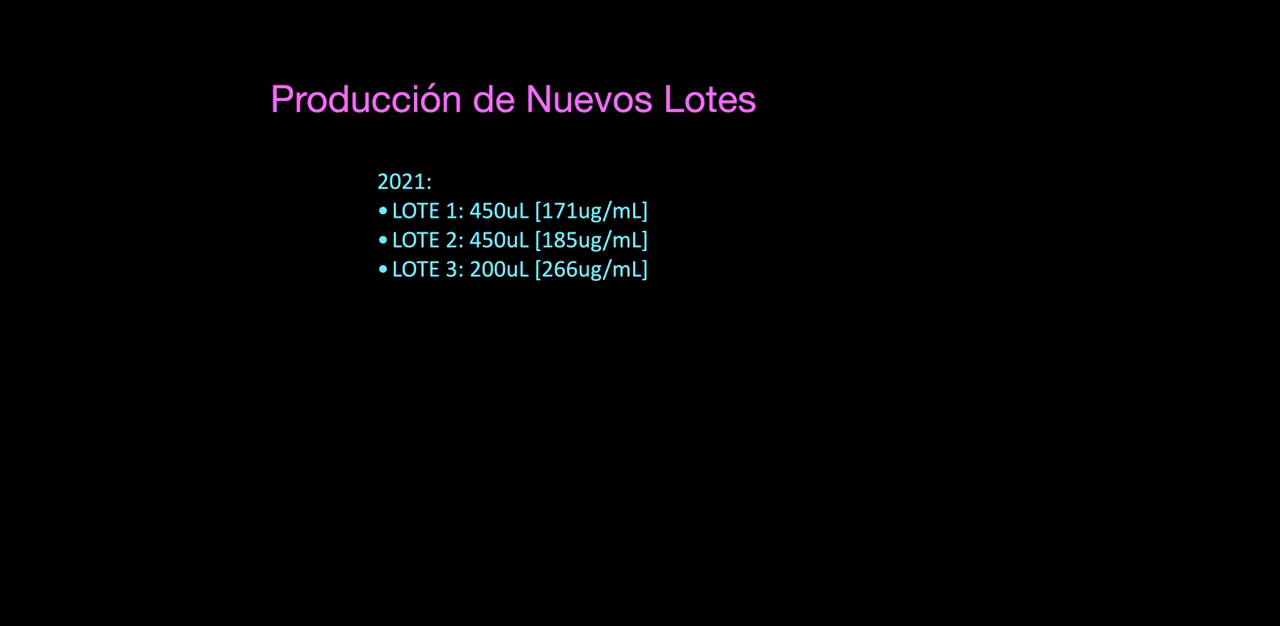 Producción de Nuevos Lotes
2021:
• LOTE 1: 450uL [171ug/mL]
• LOTE 2: 450uL [185ug/mL]
• LOTE 3: 200uL [266ug/mL]